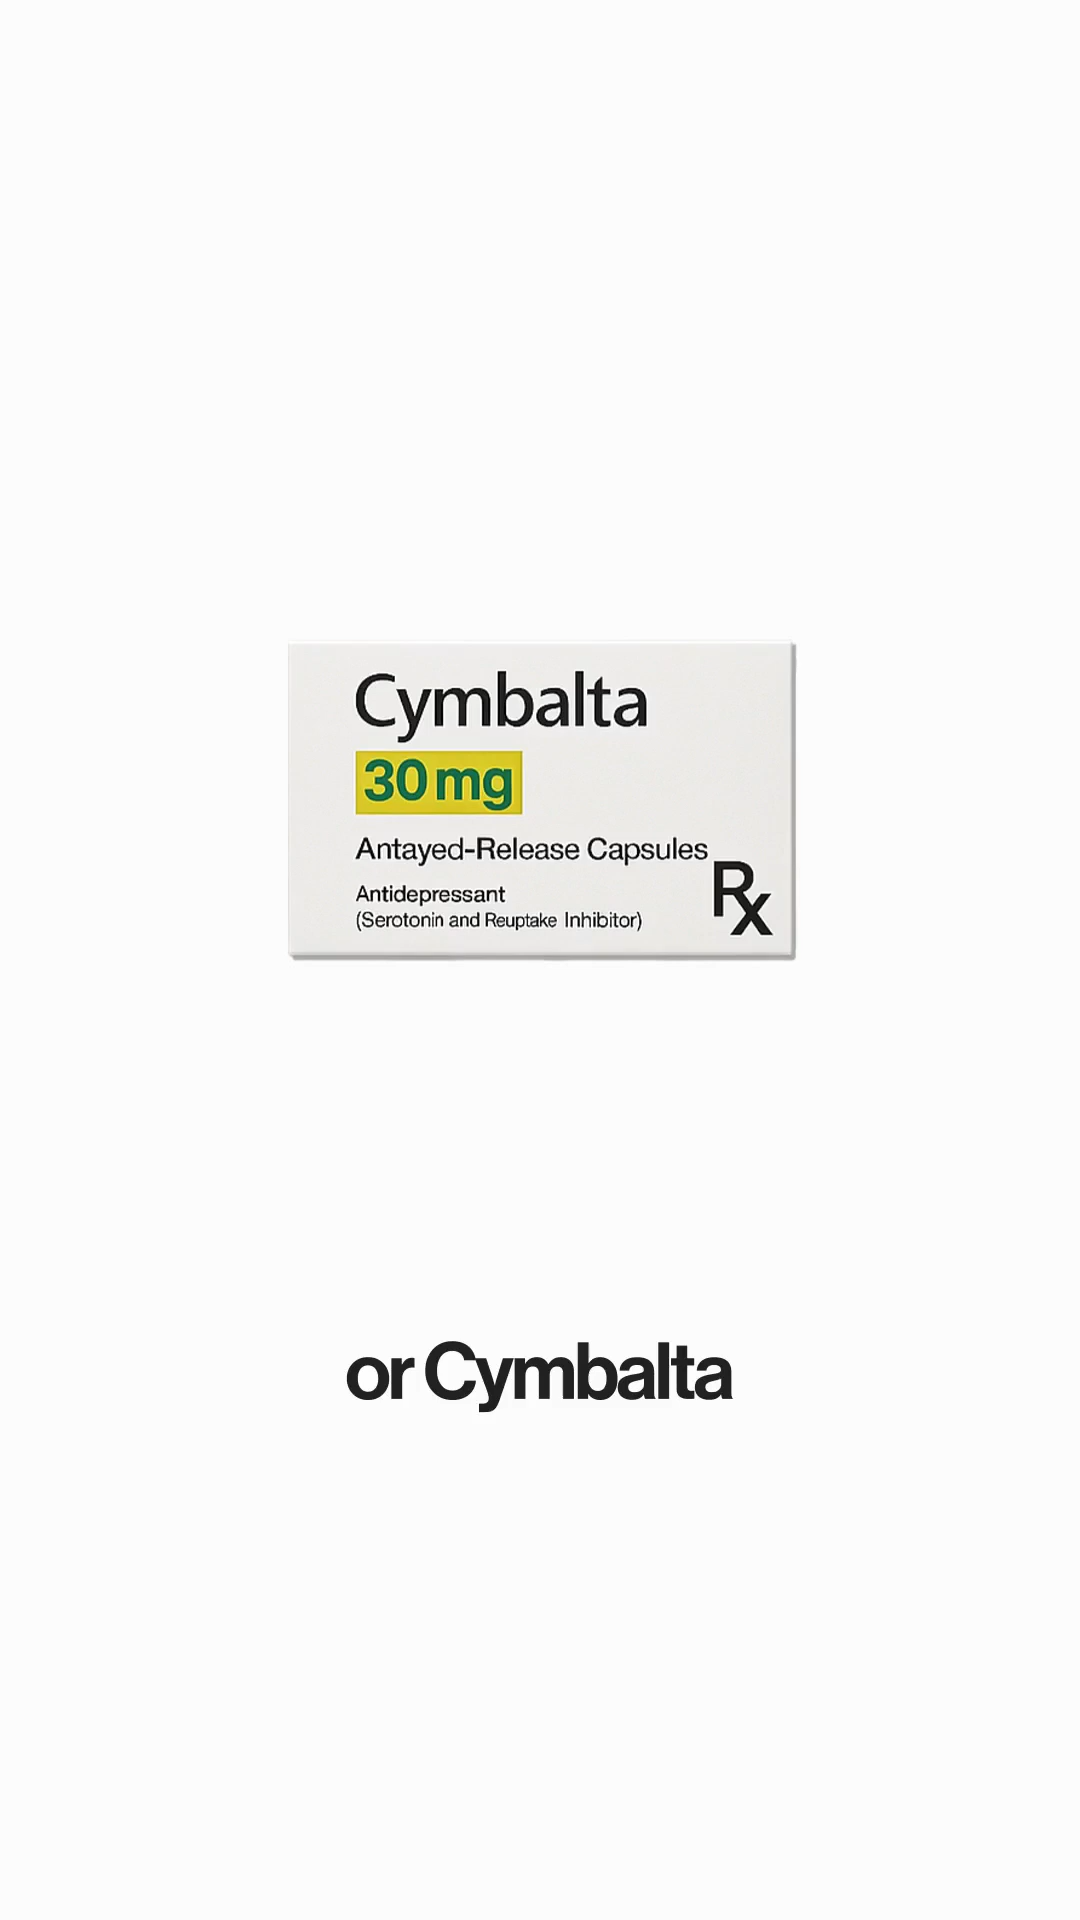 Cymbalta
30 mg
Antayed-Release Capsules
Rx
Antidepressant
(Serotonin and Reuptake Inhibitor)
or Cymbalta